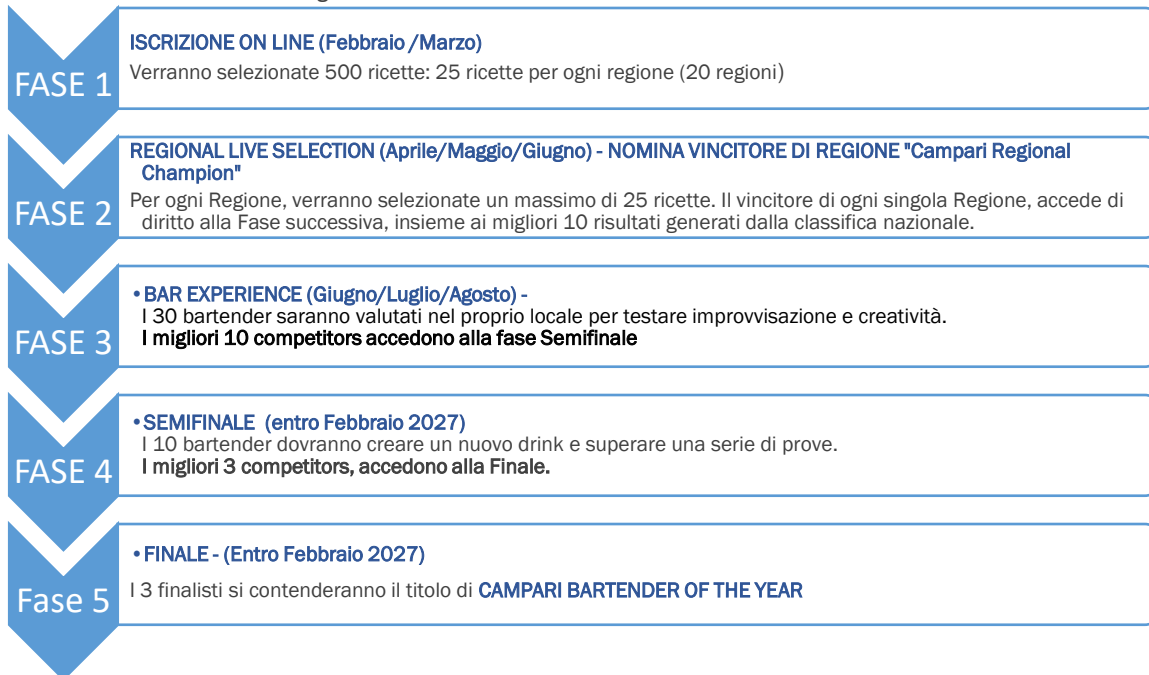 FASE 1
ISCRIZIONE ON LINE (Febbraio /Marzo)
Verranno selezionate 500 ricette: 25 ricette per ogni regione (20 regioni)
FASE 2
REGIONAL LIVE SELECTION (Aprile/Maggio/Giugno) - NOMINA VINCITORE DI REGIONE "Campari Regional
Champion"
Per ogni Regione, verranno selezionate un massimo di 25 ricette. Il vincitore di ogni singola Regione, accede di
diritto alla Fase successiva, insieme ai migliori 10 risultati generati dalla classifica nazionale.
FASE 3
•BAR EXPERIENCE (Giugno/Luglio/Agosto) -
I 30 bartender saranno valutati nel proprio locale per testare improvvisazione e creatività.
I migliori 10 competitors accedono alla fase Semifinale
FASE 4
•SEMIFINALE (entro Febbraio 2027)
I 10 bartender dovranno creare un nuovo drink e superare una serie di prove.
I migliori 3 competitors, accedono alla Finale.
Fase 5
•FINALE - (Entro Febbraio 2027)
I 3 finalisti si contenderanno il titolo di CAMPARI BARTENDER OF THE YEAR